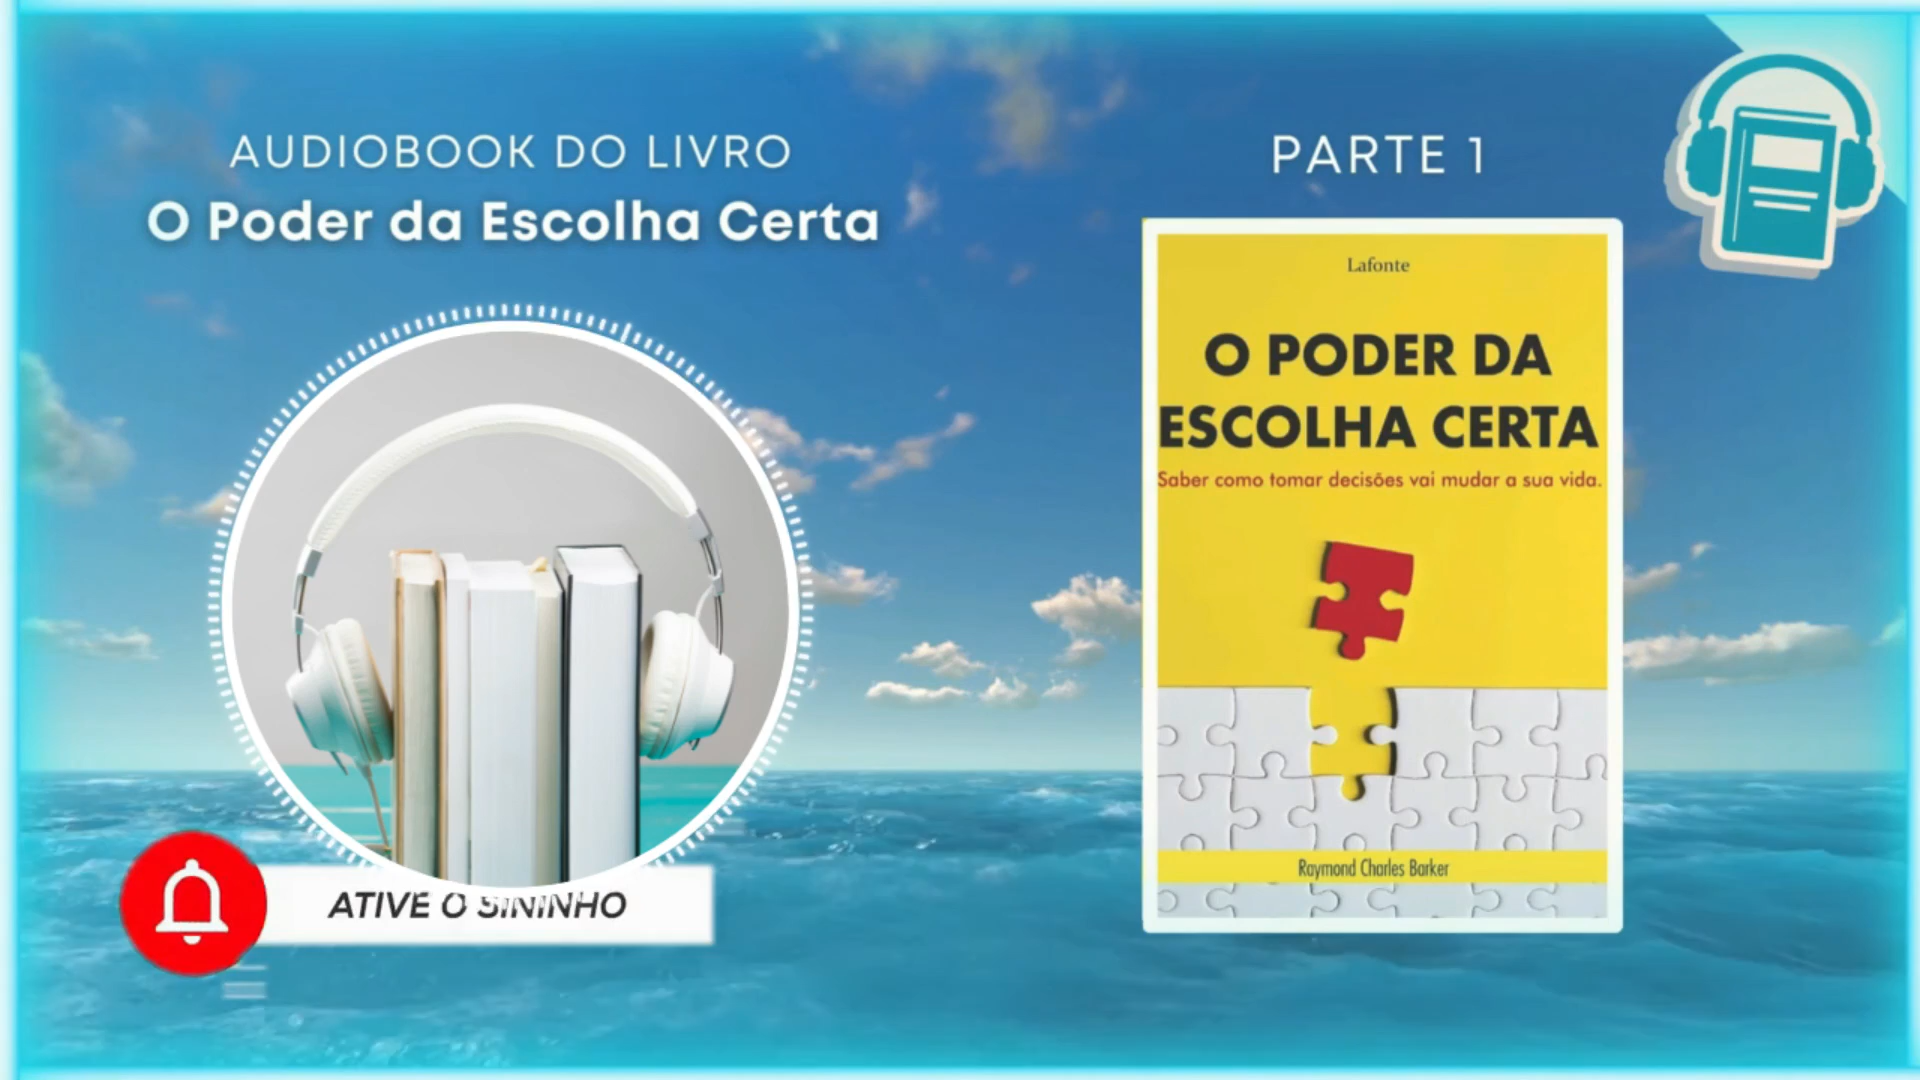 AUDIOBOOK DO LIVRO
O Poder da Escolha Certa
ATIVE O SININHO
PARTE 1
Lafonte
O PODER DA
ESCOLHA CERTA
Saber como tomar decisões vai mudar a sua vida.
Raymond Charles Barker